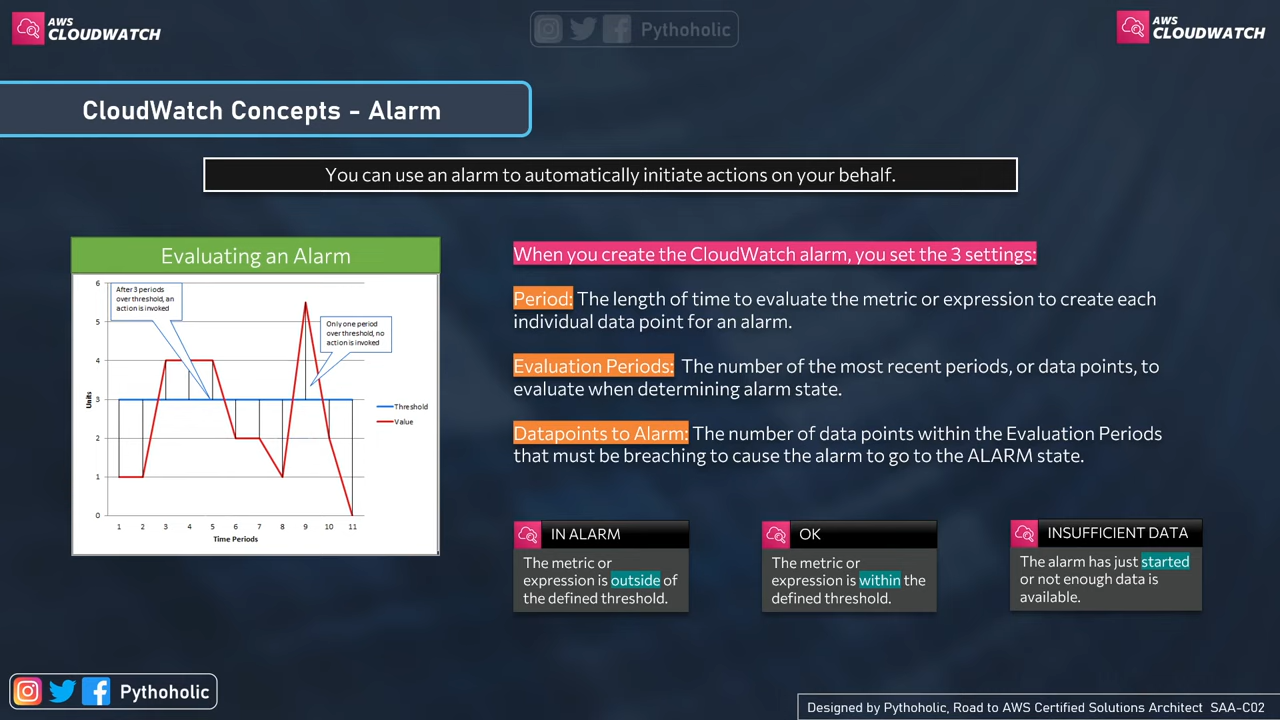 AWS
CLOUDWATCH
Pythoholic
AWS
CLOUDWATCH
CloudWatch Concepts - Alarm
You can use an alarm to automatically initiate actions on your behalf.
Evaluating an Alarm
After 3 periods
over threshold, an
action is invoked
Only one period
over threshold, no
action is invoked
6
5
4
3
2
1
0
Units
1 2 3 4 5 6 7 8 9 10 11
Time Periods
Threshold
Value
When you create the CloudWatch alarm, you set the 3 settings:
Period: The length of time to evaluate the metric or expression to create each
individual data point for an alarm.
Evaluation Periods: The number of the most recent periods, or data points, to
evaluate when determining alarm state.
Datapoints to Alarm: The number of data points within the Evaluation Periods
that must be breaching to cause the alarm to go to the ALARM state.
IN ALARM
The metric or
expression is outside of
the defined threshold.
OK
The metric or
expression is within the
defined threshold.
INSUFFICIENT DATA
The alarm has just started
or not enough data is
available.
Pythoholic
Designed by Pythoholic, Road to AWS Certified Solutions Architect SAA-C02